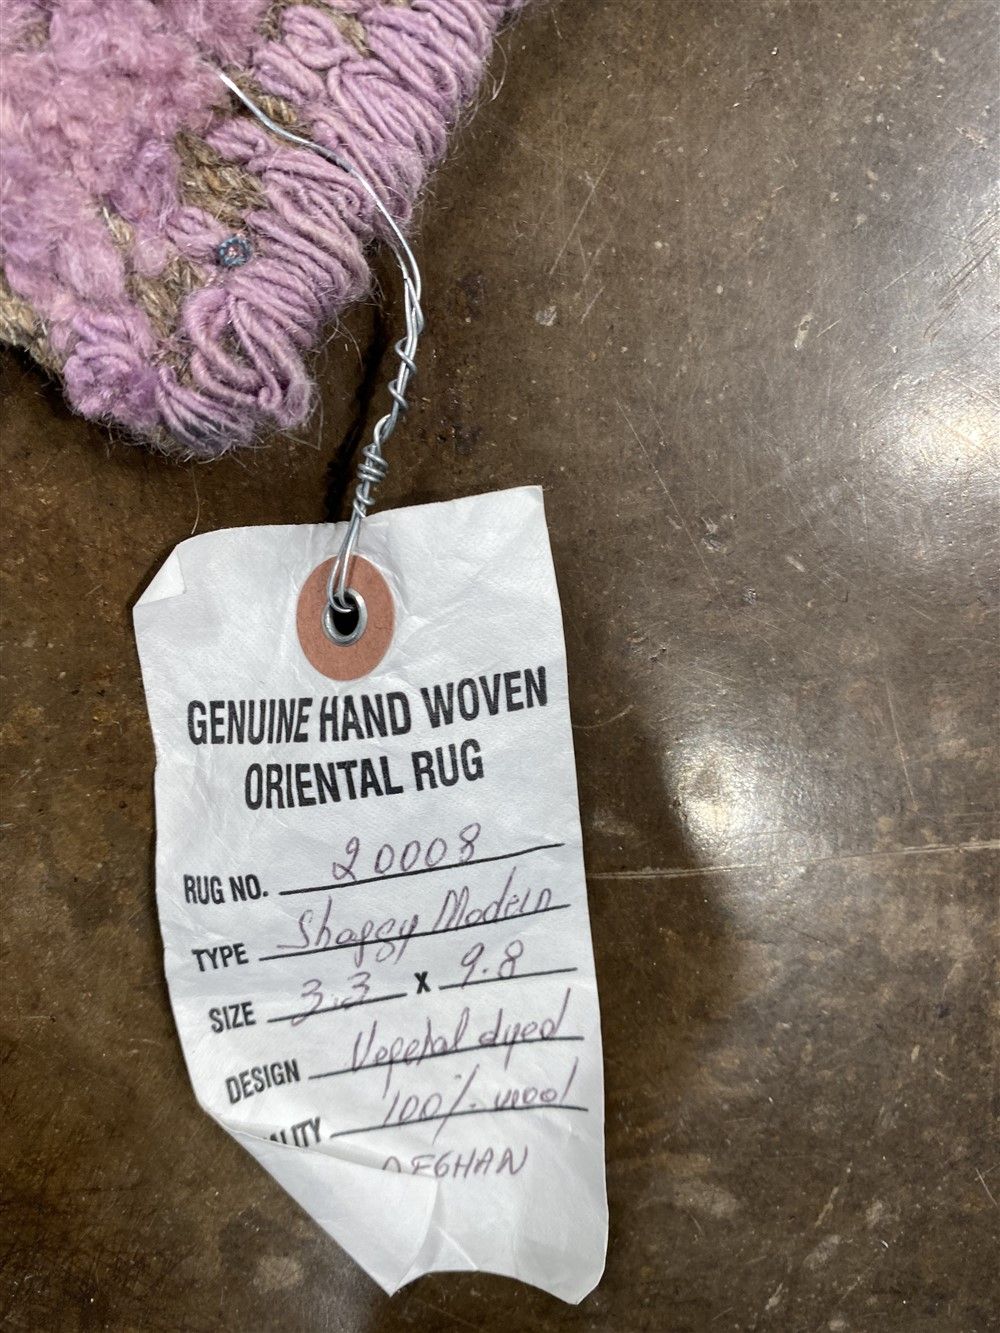 GENUINE HAND WOVEN
ORIENTAL RUG
RUG NO. 20008
TYPE Shaggy Modern
SIZE 3.3 x 9.8
DESIGN Vegetal dyed
ALITY 100% wool
AFGHAN